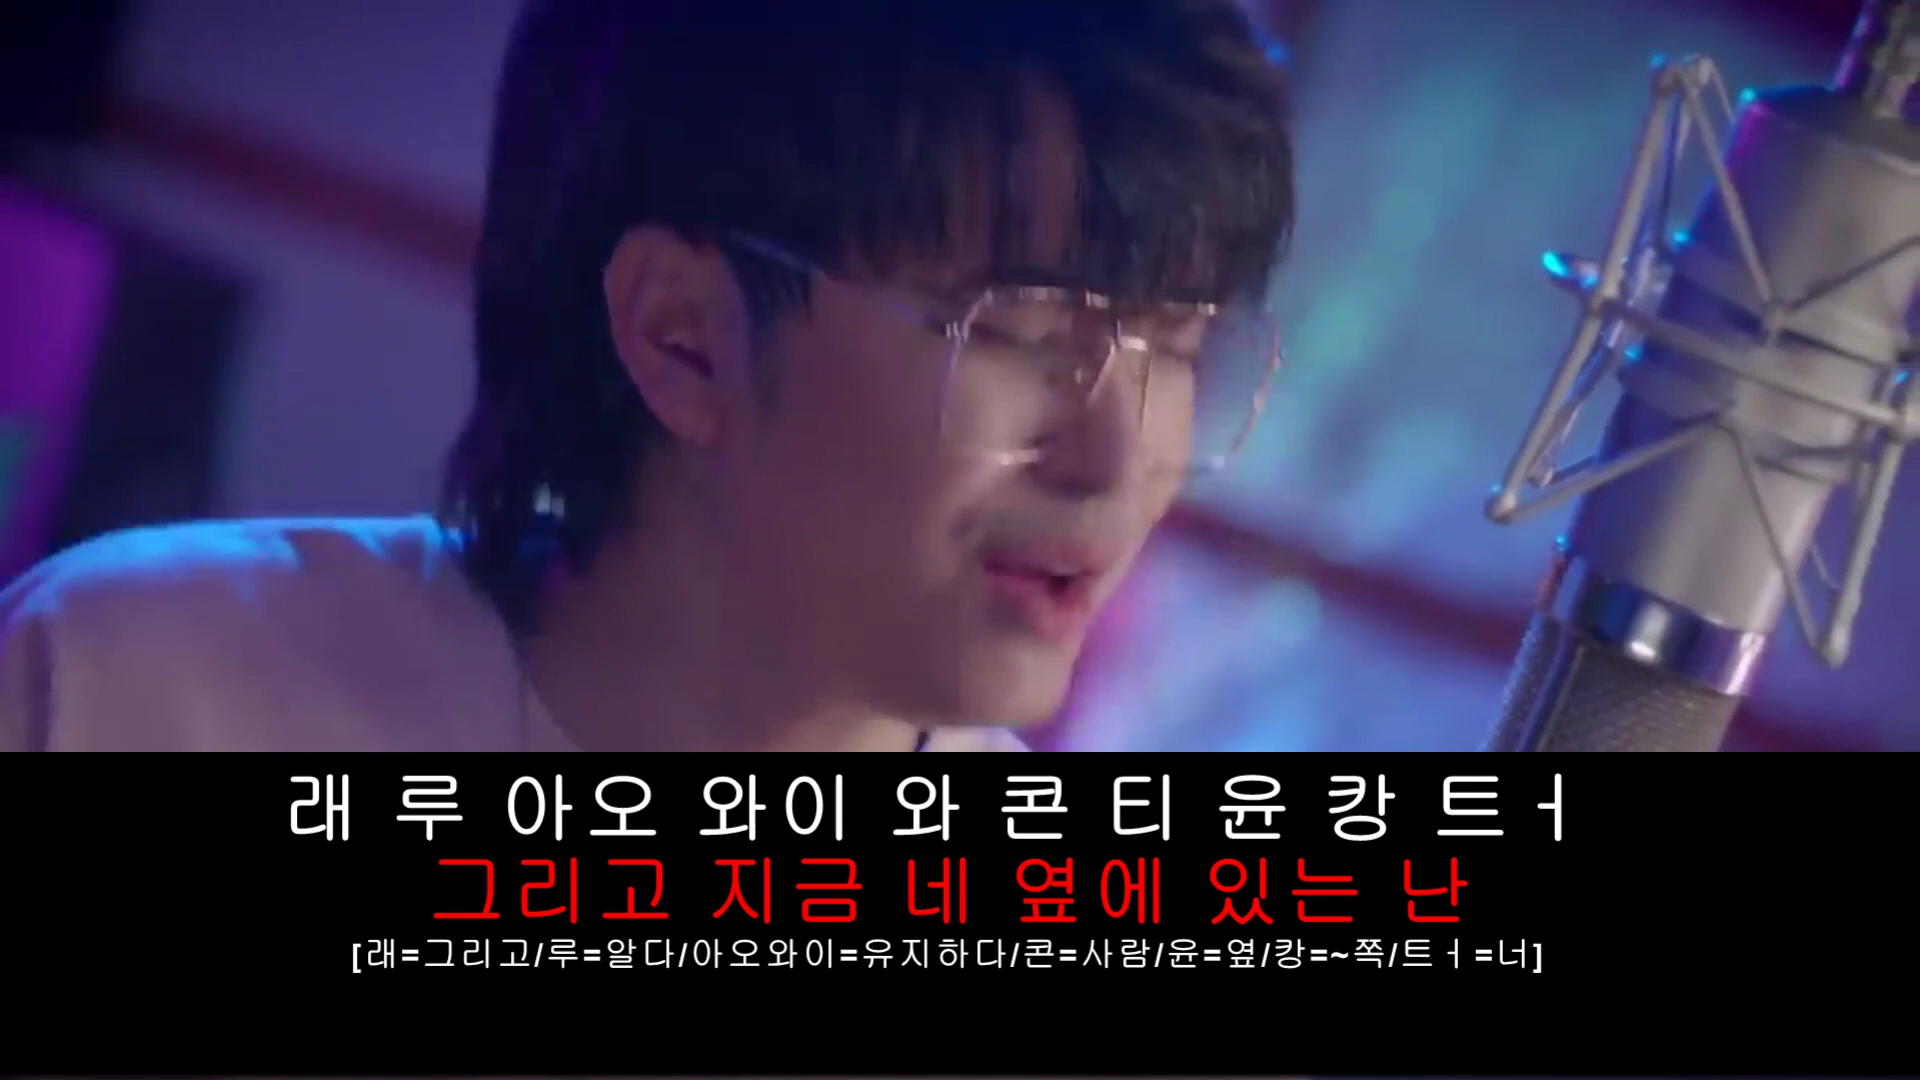 래 루 아오 와이 와 콘 티 윤 캉 트ㅓ
그리고 지금 네 옆에 있는 난
[래=그리고/루=알다/아오와이=유지하다/콘=사람/윤=옆/캉=~쪽/트ㅓ=너]